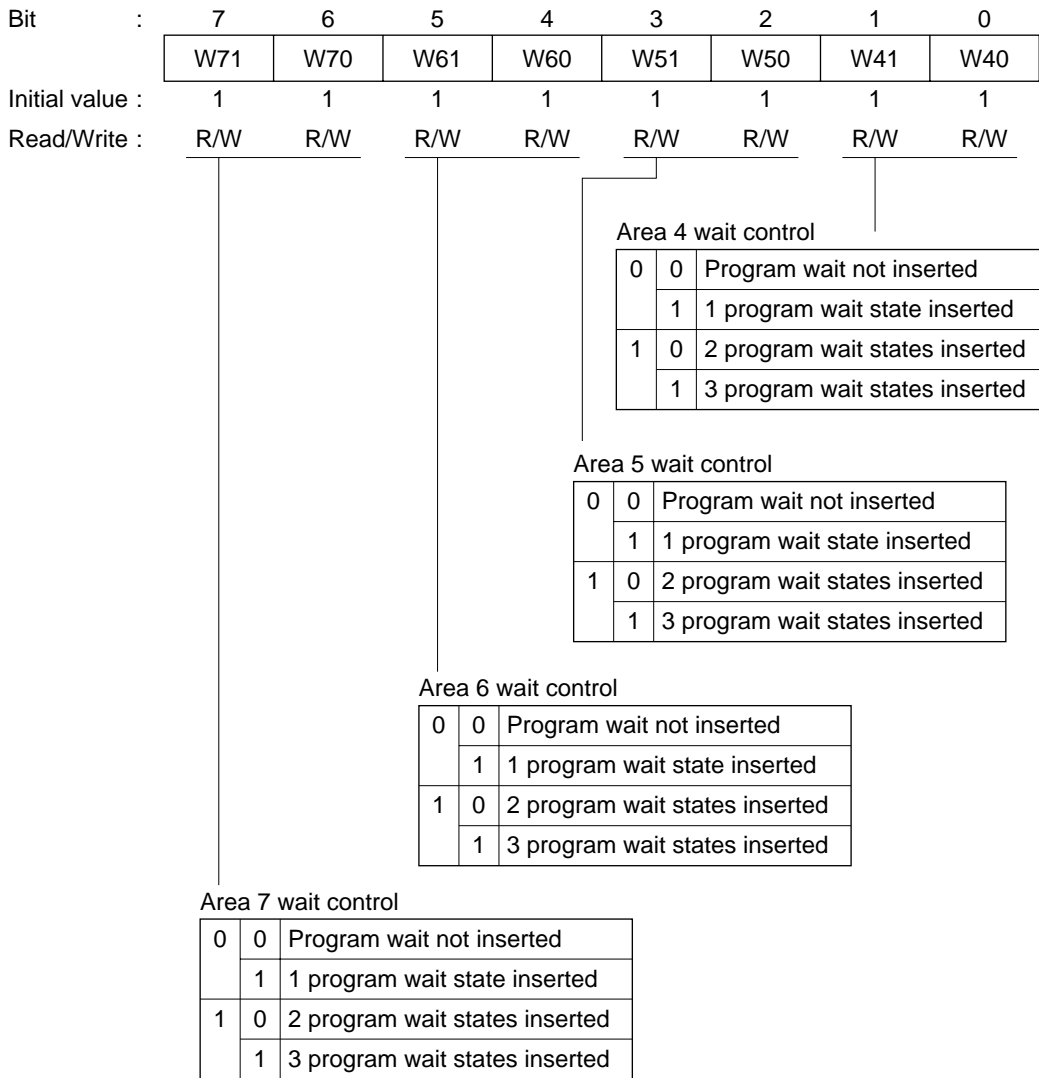 Bit : 7 6 5 4 3 2 1 0
W71 W70 W61 W60 W51 W50 W41 W40
Initial value : 1 1 1 1 1 1 1 1
Read/Write : R/W R/W R/W R/W R/W R/W R/W R/W
Area 4 wait control
0 0 Program wait not inserted
1 1 program wait state inserted
1 0 2 program wait states inserted
1 3 program wait states inserted
Area 5 wait control
0 0 Program wait not inserted
1 1 program wait state inserted
1 0 2 program wait states inserted
1 3 program wait states inserted
Area 6 wait control
0 0 Program wait not inserted
1 1 program wait state inserted
1 0 2 program wait states inserted
1 3 program wait states inserted
Area 7 wait control
0 0 Program wait not inserted
1 1 program wait state inserted
1 0 2 program wait states inserted
1 3 program wait states inserted